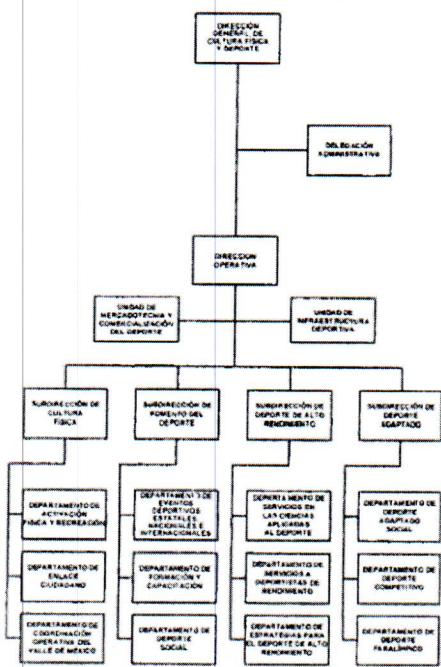 DIRECCIÓN
GENERAL DE
CULTURA FÍSICA
Y DEPORTE
DELEGACIÓN
ADMINISTRATIVA
DIRECCIÓN
OPERATIVA
UNIDAD DE
MERCADOTECNIA Y
COMERCIALIZACIÓN
DEL DEPORTE
UNIDAD DE
INFRAESTRUCTURA
DEPORTIVA
SUBDIRECCIÓN DE
CULTURA
FÍSICA
SUBDIRECCIÓN DE
FOMENTO DEL
DEPORTE
SUBDIRECCIÓN DE
DEPORTE DE ALTO
RENDIMIENTO
SUBDIRECCIÓN DE
DEPORTE
ADAPTADO
DEPARTAMENTO DE
ACTIVACIÓN
FÍSICA Y RECREACIÓN
DEPARTAMENTO DE
EVENTOS
DEPORTIVOS
ESTATALES,
NACIONALES E
INTERNACIONALES
DEPARTAMENTO DE
SERVICIOS EN
LAS CIENCIAS
APLICADAS
AL DEPORTE
DEPARTAMENTO DE
DEPORTE
ADAPTADO
SOCIAL
DEPARTAMENTO DE
ENLACE
CIUDADANO
DEPARTAMENTO DE
FORMACIÓN Y
CAPACITACIÓN
DEPARTAMENTO DE
SERVICIOS A
DEPORTISTAS DE
RENDIMIENTO
DEPARTAMENTO DE
DEPORTE
COMPETITIVO
DEPARTAMENTO DE
COORDINACIÓN
OPERATIVA DEL
VALLE DE MÉXICO
DEPARTAMENTO DE
DEPORTE
SOCIAL
DEPARTAMENTO DE
ESTRATEGIAS PARA
EL DEPORTE DE ALTO
RENDIMIENTO
DEPARTAMENTO DE
DEPORTE
PARALÍMPICO